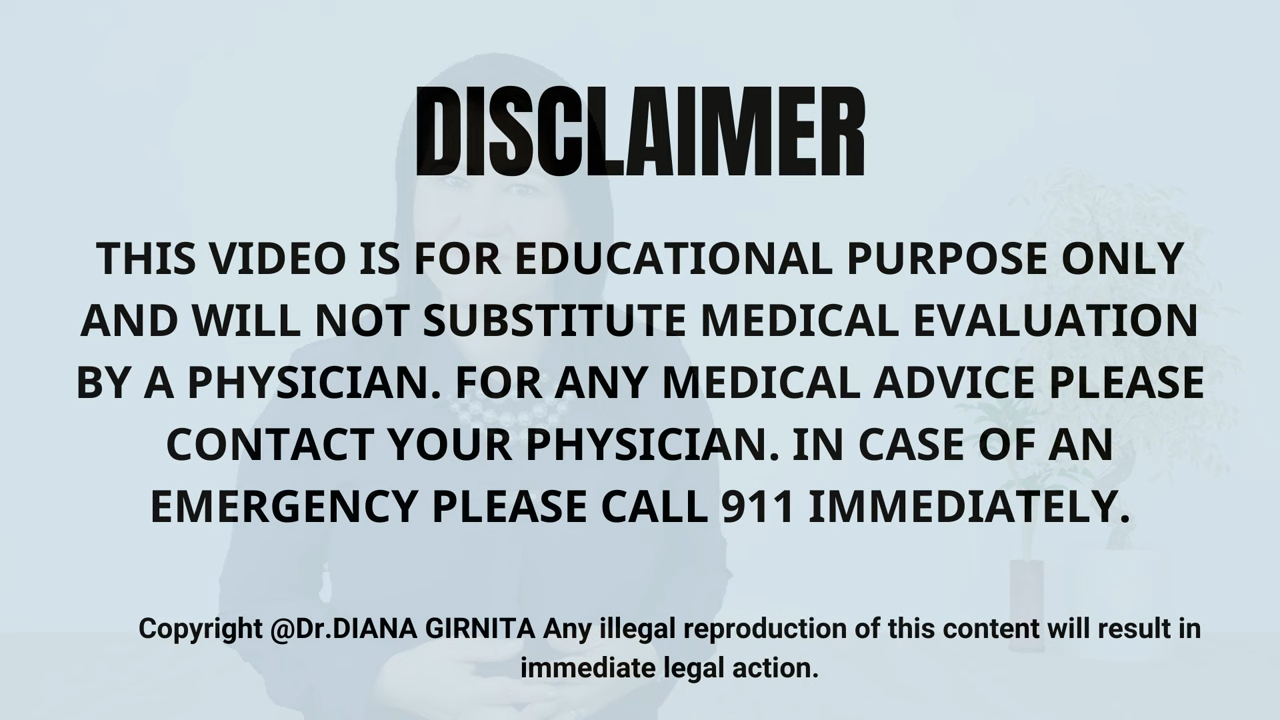 DISCLAIMER
THIS VIDEO IS FOR EDUCATIONAL PURPOSE ONLY
AND WILL NOT SUBSTITUTE MEDICAL EVALUATION
BY A PHYSICIAN. FOR ANY MEDICAL ADVICE PLEASE
CONTACT YOUR PHYSICIAN. IN CASE OF AN
EMERGENCY PLEASE CALL 911 IMMEDIATELY.
Copyright @Dr.DIANA GIRNITA Any illegal reproduction of this content will result in
immediate legal action.